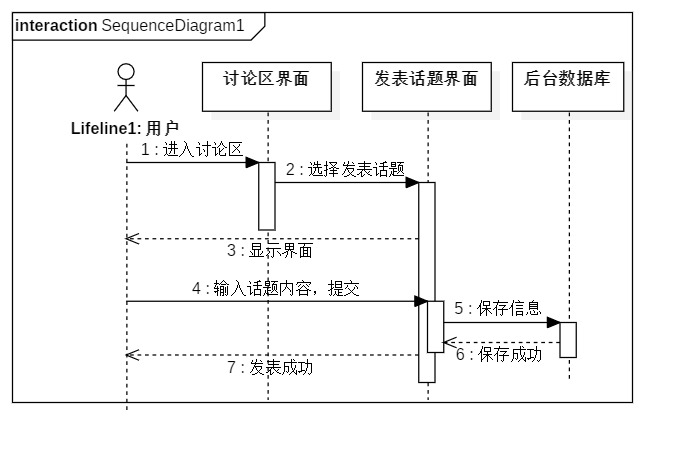 interaction SequenceDiagram1
讨论区界面
发表话题界面
后台数据库
Lifeline1: 用户
1 : 进入讨论区
2 : 选择发表话题
3 : 显示界面
4 : 输入话题内容，提交
5 : 保存信息
6 : 保存成功
7 : 发表成功